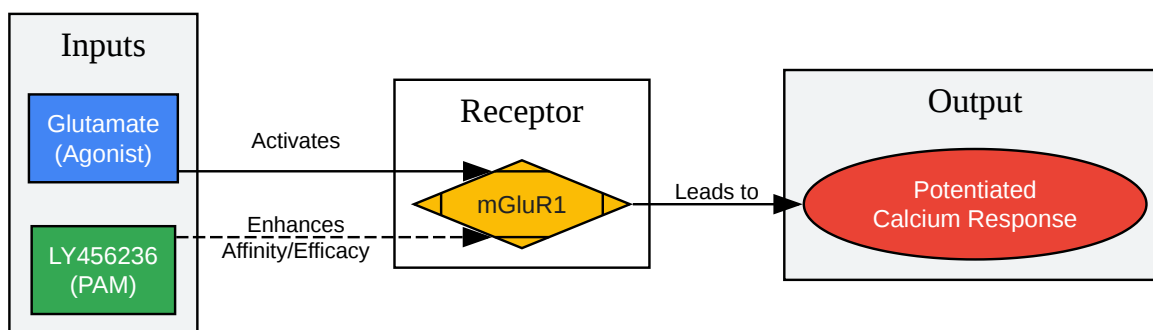 Inputs
Glutamate
(Agonist)
LY456236
(PAM)
Activates
Enhances
Affinity/Efficacy
Receptor
mGluR1
Leads to
Output
Potentiated
Calcium Response